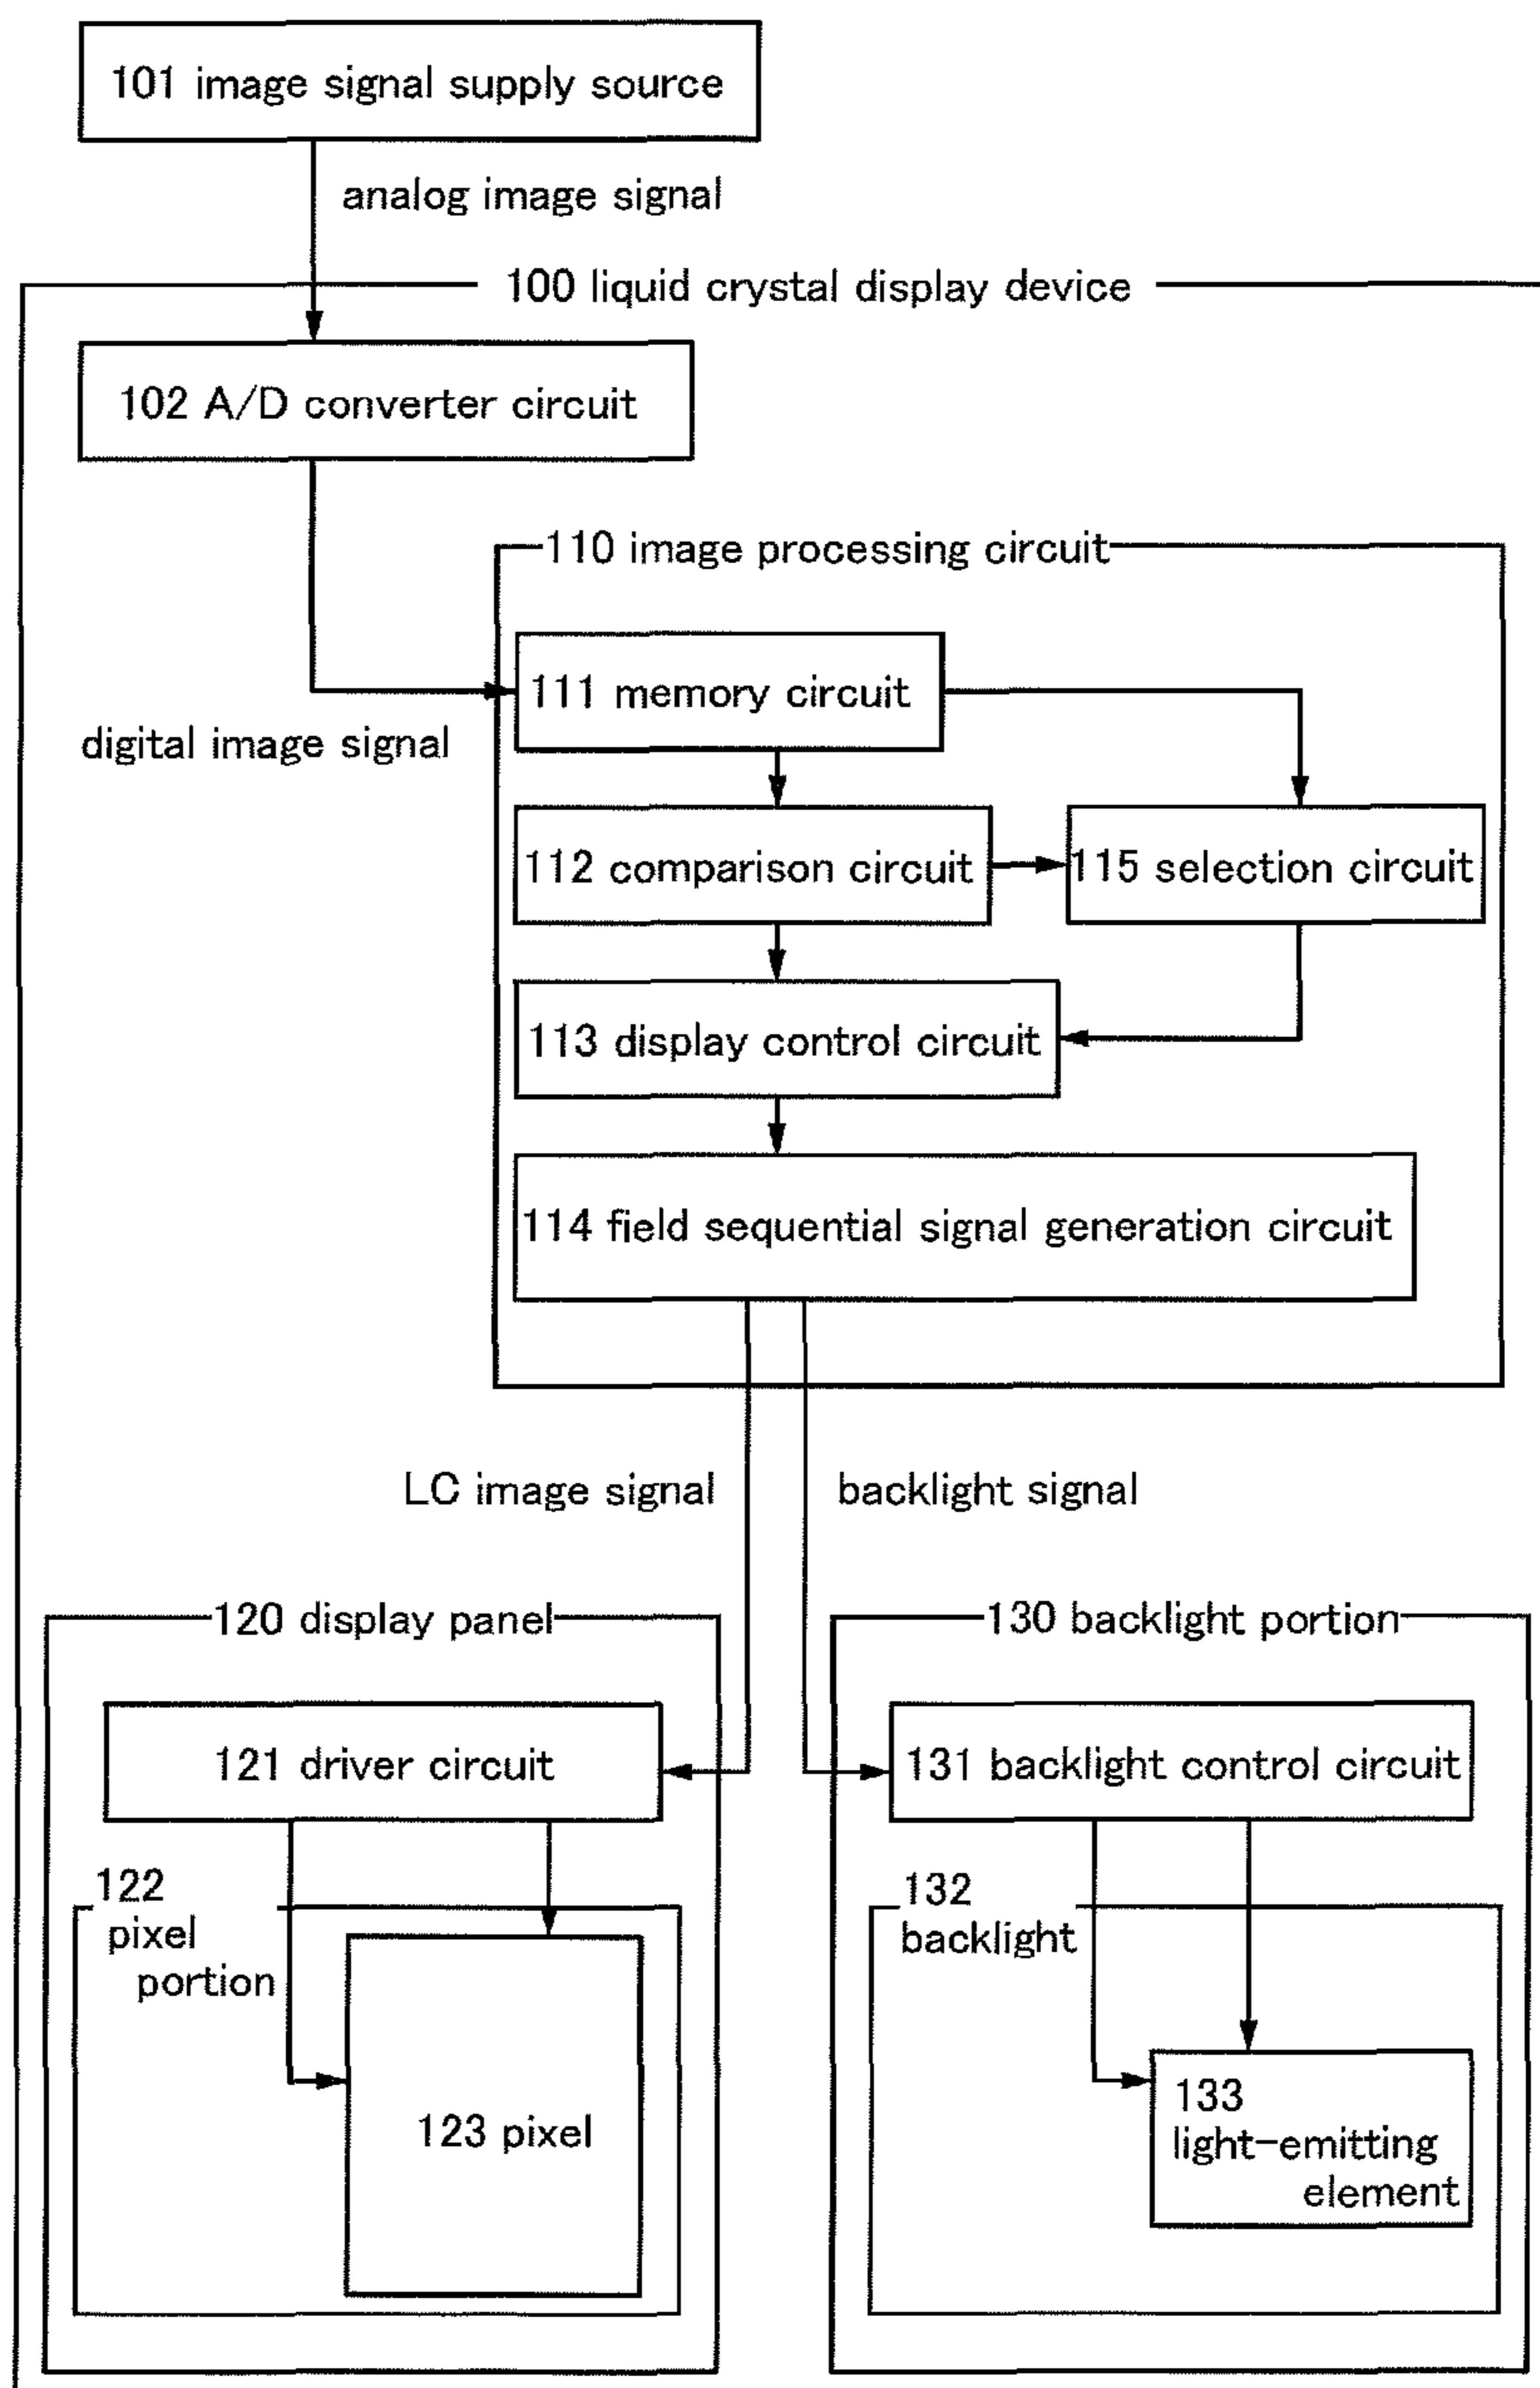 101 image signal supply source
analog image signal
100 liquid crystal display device
102 A/D converter circuit
110 image processing circuit
111 memory circuit
digital image signal
112 comparison circuit
115 selection circuit
113 display control circuit
114 field sequential signal generation circuit
LC image signal
backlight signal
120 display panel
130 backlight portion
121 driver circuit
131 backlight control circuit
122
pixel
portion
132
backlight
123 pixel
133
light-emitting
element